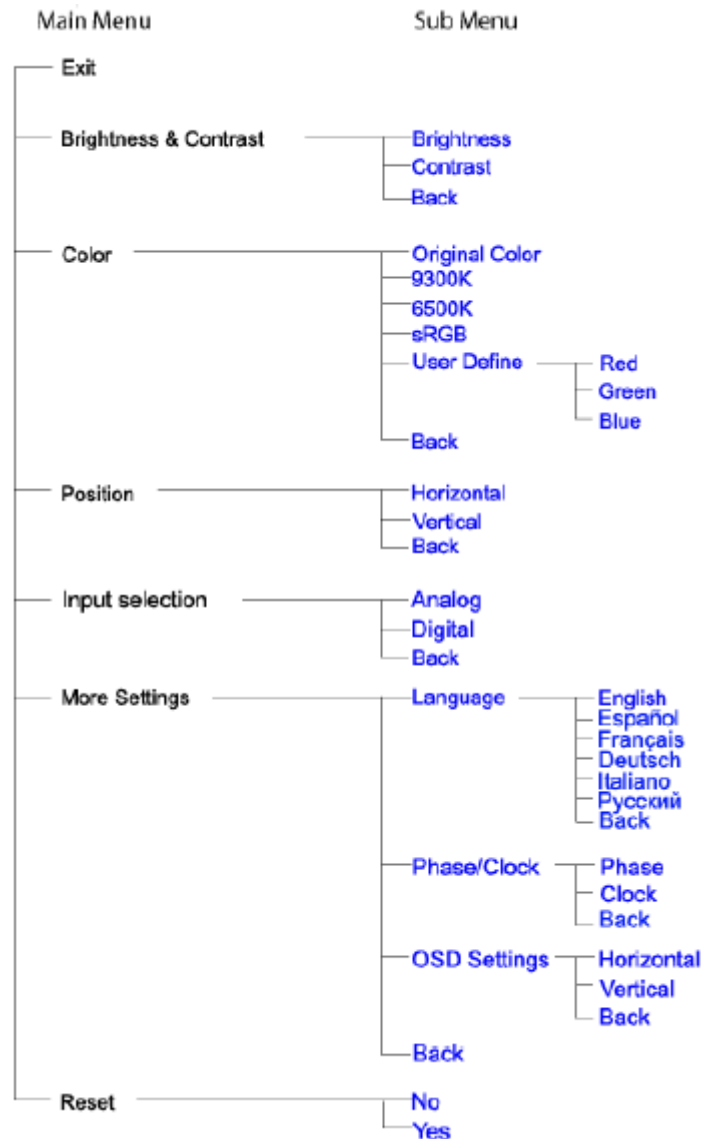 Main Menu Sub Menu
Exit
Brightness & Contrast Brightness
Contrast
Back
Color Original Color
9300K
6500K
sRGB
User Define Red
Green
Blue
Back
Position Horizontal
Vertical
Back
Input selection Analog
Digital
Back
More Settings Language English
Español
Français
Deutsch
Italiano
Русский
Back
Phase/Clock Phase
Clock
Back
OSD Settings Horizontal
Vertical
Back
Back
Reset No
Yes